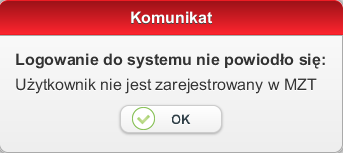 Komunikat
Logowanie do systemu nie powiodło się:
Użytkownik nie jest zarejestrowany w MZT
OK